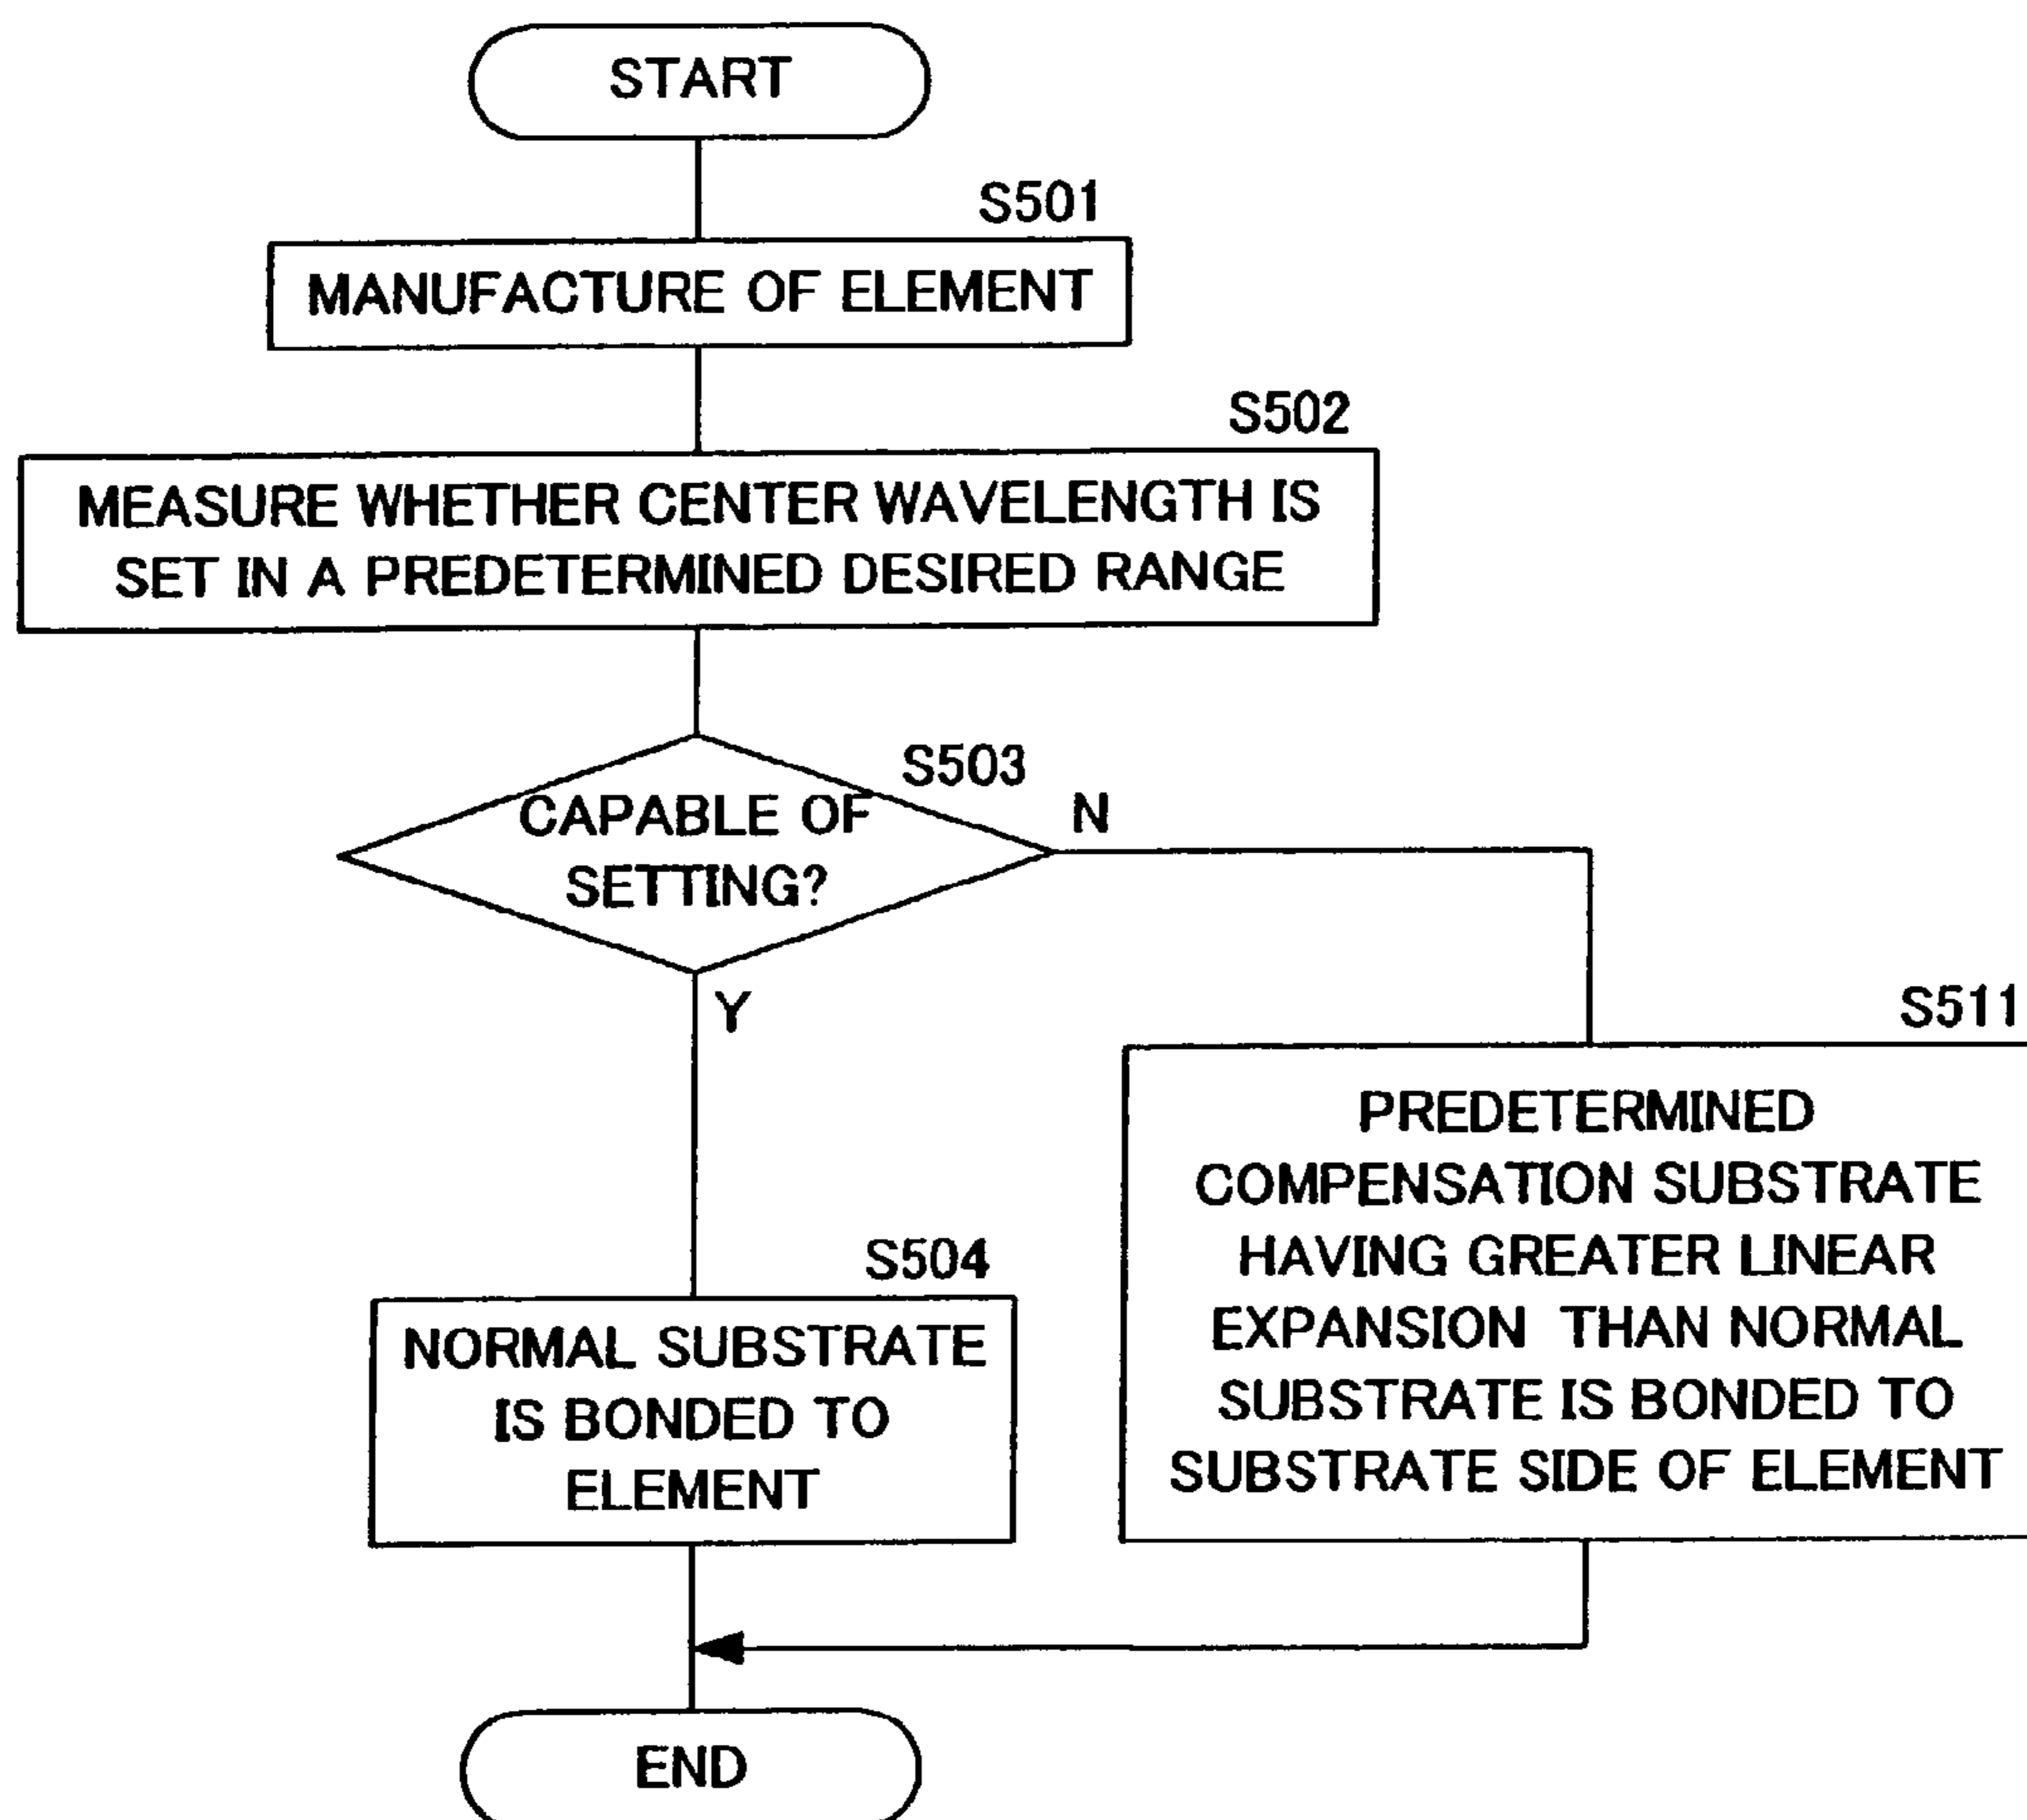 START
S501
MANUFACTURE OF ELEMENT
S502
MEASURE WHETHER CENTER WAVELENGTH IS
SET IN A PREDETERMINED DESIRED RANGE
S503
CAPABLE OF
SETTING?
N
Y
S511
PREDETERMINED
COMPENSATION SUBSTRATE
HAVING GREATER LINEAR
EXPANSION THAN NORMAL
SUBSTRATE IS BONDED TO
SUBSTRATE SIDE OF ELEMENT
S504
NORMAL SUBSTRATE
IS BONDED TO
ELEMENT
END